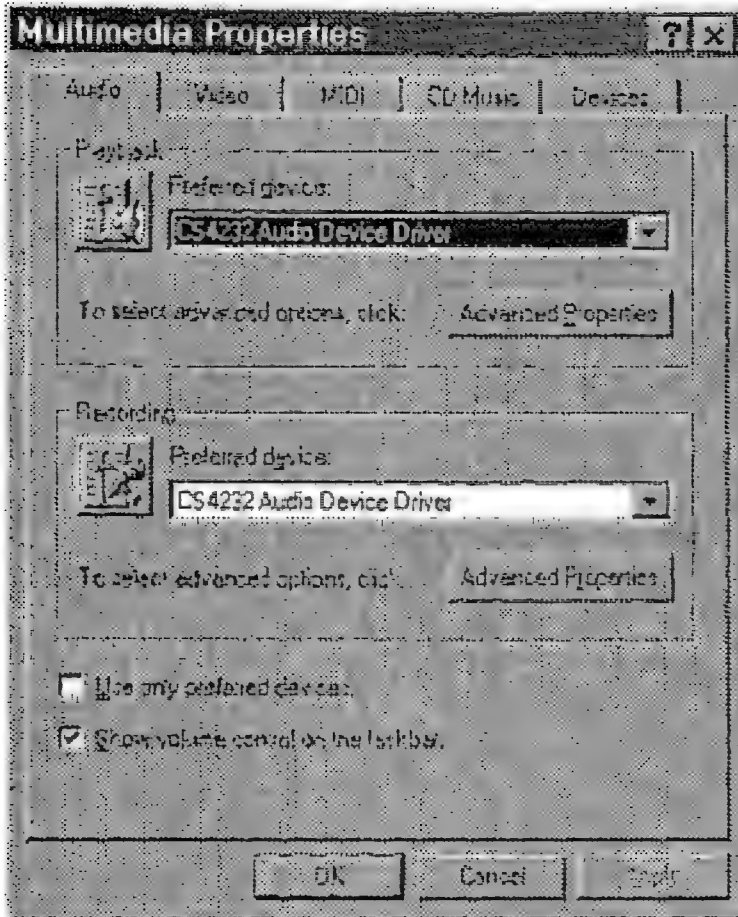 Multimedia Properties
Audio Video MIDI CD Music Devices
Playback
Preferred device:
CS4232 Audio Device Driver
To select advanced options, click: Advanced Properties
Recording
Preferred device:
CS4232 Audio Device Driver
To select advanced options, click: Advanced Properties
Use only preferred devices.
Show volume control on the taskbar.
OK Cancel Apply